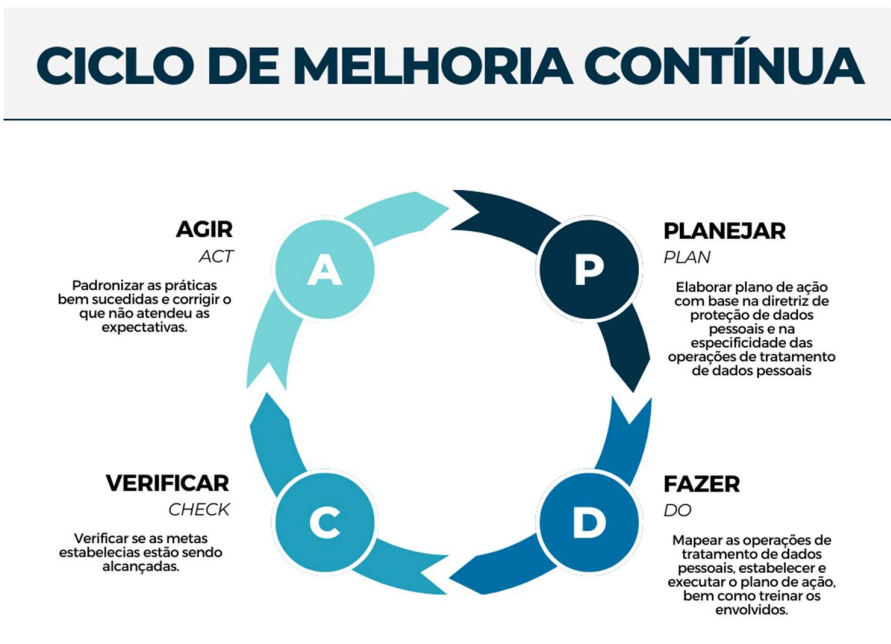 CICLO DE MELHORIA CONTÍNUA
AGIR
ACT
Padronizar as práticas
bem sucedidas e corrigir o
que não atendeu as
expectativas.
A
P
PLANEJAR
PLAN
Elaborar plano de ação
com base na diretriz de
proteção de dados
pessoais e na
especificidade das
operações de tratamento
de dados pessoais
VERIFICAR
CHECK
Verificar se as metas
estabelecias estão sendo
alcançadas.
C
D
FAZER
DO
Mapear as operações de
tratamento de dados
pessoais, estabelecer e
executar o plano de ação,
bem como treinar os
envolvidos.